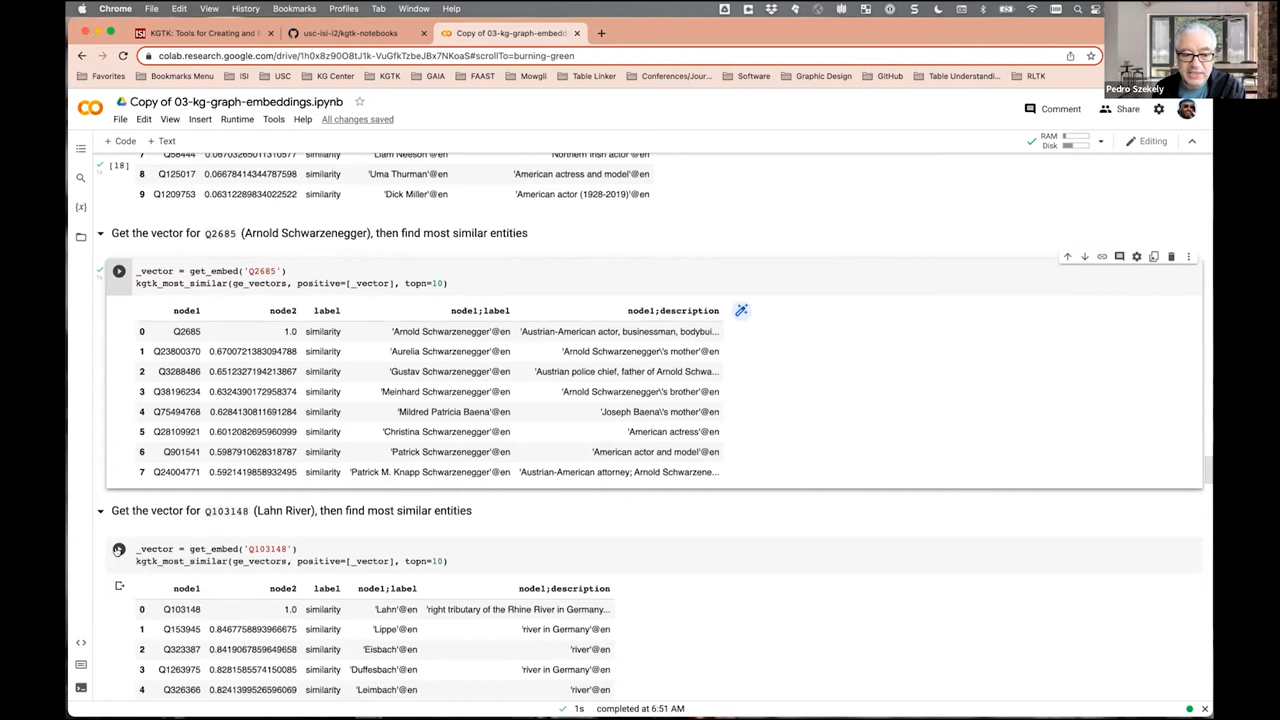 Chrome File Edit View History Bookmarks Profiles Tab Window Help
KGTK: Tools for Creating and E usc-isi-i2/kgtk-notebooks Copy of 03-kg-graph-embedd
colab.research.google.com/drive/1h0x8z90O8tJ1k-VuGfkTzbeJBx7NKoaS#scrollTo=burning-green
Favorites Bookmarks Menu ISI USC KG Center KGTK GAIA FAAST Mowgli Table Linker Conferences/Jour... Software Graphic Design GitHub Table Understandi... RLTK
Pedro Szekely
CO Copy of 03-kg-graph-embeddings.ipynb
Comment Share
File Edit View Insert Runtime Tools Help All changes saved
+ Code + Text
RAM
Disk
Editing
[18]
7 Q58444 0.06703265011310577 similarity 'Liam Neeson'@en 'Northern Irish actor'@en
8 Q125017 0.06678414344787598 similarity 'Uma Thurman'@en 'American actress and model'@en
9 Q1209753 0.06312289834022522 similarity 'Dick Miller'@en 'American actor (1928-2019)'@en
Get the vector for Q2685 (Arnold Schwarzenegger), then find most similar entities
_vector = get_embed('Q2685')
kgtk_most_similar(ge_vectors, positive=[_vector], topn=10)
node1 node2 label node1;label node1;description
0 Q2685 1.0 similarity 'Arnold Schwarzenegger'@en 'Austrian-American actor, businessman, bodybui...
1 Q23800370 0.6700721383094788 similarity 'Aurelia Schwarzenegger'@en 'Arnold Schwarzenegger\'s mother'@en
2 Q3288486 0.6512327194213867 similarity 'Gustav Schwarzenegger'@en 'Austrian police chief, father of Arnold Schwa...
3 Q38196234 0.6324390172958374 similarity 'Meinhard Schwarzenegger'@en 'Arnold Schwarzenegger\'s brother'@en
4 Q75494768 0.6284130811691284 similarity 'Mildred Patricia Baena'@en 'Joseph Baena\'s mother'@en
5 Q28109921 0.6012082695960999 similarity 'Christina Schwarzenegger'@en 'American actress'@en
6 Q901541 0.5987910628318787 similarity 'Patrick Schwarzenegger'@en 'American actor and model'@en
7 Q24004771 0.5921419858932495 similarity 'Patrick M. Knapp Schwarzenegger'@en 'Austrian-American attorney; Arnold Schwarzene...
Get the vector for Q103148 (Lahn River), then find most similar entities
_vector = get_embed('Q103148')
kgtk_most_similar(ge_vectors, positive=[_vector], topn=10)
node1 node2 label node1;label node1;description
0 Q103148 1.0 similarity 'Lahn'@en 'right tributary of the Rhine River in Germany...
1 Q153945 0.8467758893966675 similarity 'Lippe'@en 'river in Germany'@en
2 Q323387 0.8419067859649658 similarity 'Eisbach'@en 'river'@en
3 Q1263975 0.8281585574150085 similarity 'Duffesbach'@en 'river in Germany'@en
4 Q326366 0.8241399526596069 similarity 'Leimbach'@en 'river'@en
1s completed at 6:51 AM